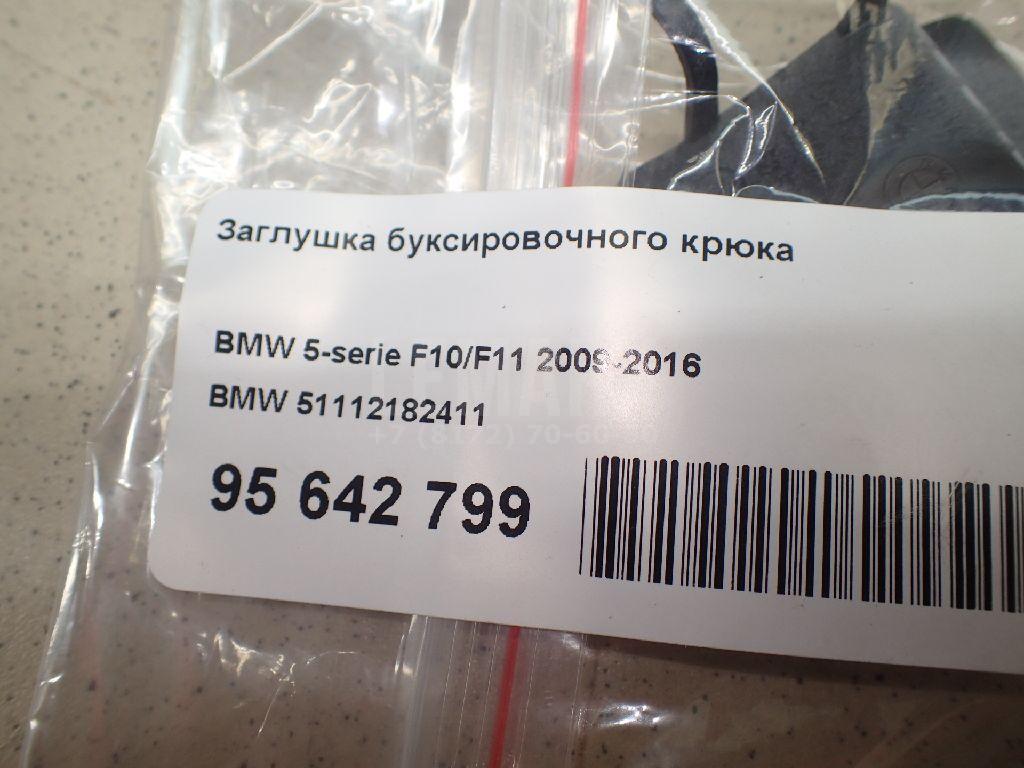 Заглушка буксировочного крюка
BMW 5-serie F10/F11 2009-2016
BMW 51112182411
95 642 799